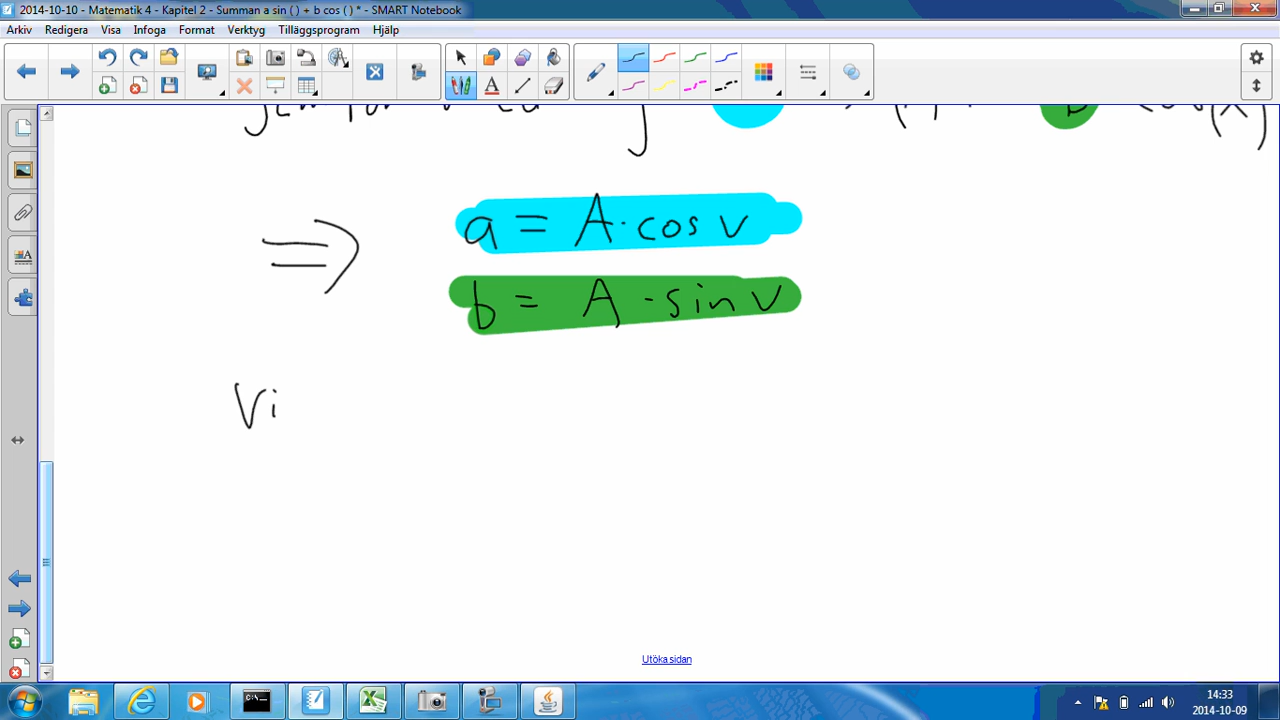 2014-10-10 - Matematik 4 - Kapitel 2 - Summan a sin ( ) + b cos ( ) * - SMART Notebook
Arkiv Redigera Visa Infoga Format Verktyg Tilläggsprogram Hjälp
a = A · cos v
b = A · sin v
Vi
Utöka sidan
14:33
2014-10-09